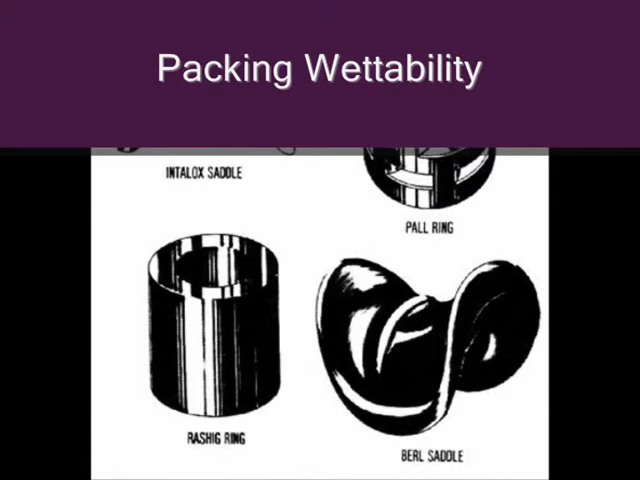 Packing Wettability
INTALOX SADDLE
PALL RING
RASHIG RING
BERL SADDLE